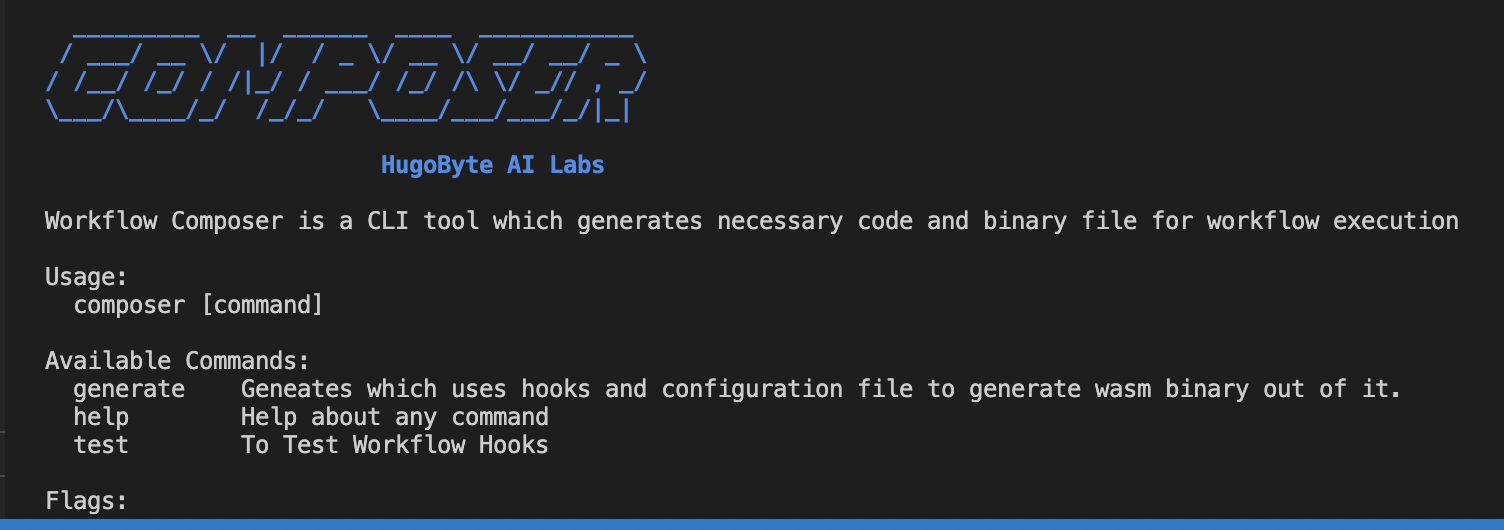 COMPOSER
HugoByte AI Labs
Workflow Composer is a CLI tool which generates necessary code and binary file for workflow execution
Usage:
composer [command]
Available Commands:
generate    Geneates which uses hooks and configuration file to generate wasm binary out of it.
help        Help about any command
test        To Test Workflow Hooks
Flags: